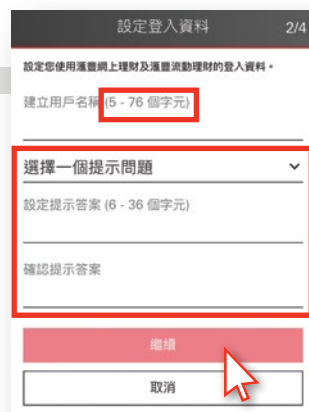 設定登入資料 2/4
設定您使用滙豐網上理財及滙豐流動理財的登入資料。
建立用戶名稱 (5 - 76 個字元)
選擇一個提示問題
設定提示答案 (6 - 36 個字元)
確認提示答案
繼續
取消